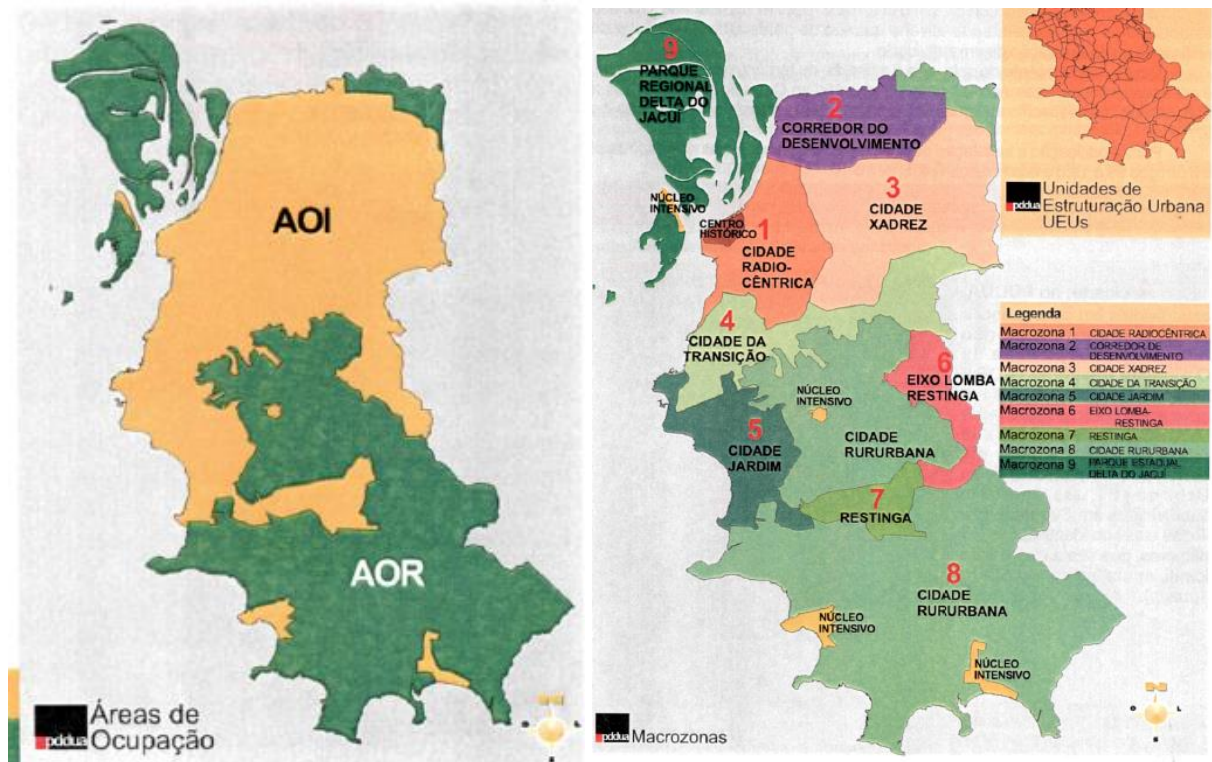 AOI
AOR
pddua
Áreas de
Ocupação
9
PARQUE
REGIONAL
DELTA DO
JACUÍ
2
CORREDOR DO
DESENVOLVIMENTO
NÚCLEO
INTENSIVO
CENTRO
HISTÓRICO
1
CIDADE
RADIO-
CÊNTRICA
3
CIDADE
XADREZ
4
CIDADE DA
TRANSIÇÃO
6
EIXO LOMBA
RESTINGA
NÚCLEO
INTENSIVO
5
CIDADE
JARDIM
CIDADE
RURURBANA
7
RESTINGA
8
CIDADE
RURURBANA
NÚCLEO
INTENSIVO
NÚCLEO
INTENSIVO
pddua
Macrozonas
pddua
Unidades de
Estruturação Urbana
UEUs
Legenda
Macrozona 1 CIDADE RADIOCÊNTRICA
Macrozona 2 CORREDOR DE
DESENVOLVIMENTO
Macrozona 3 CIDADE XADREZ
Macrozona 4 CIDADE DA TRANSIÇÃO
Macrozona 5 CIDADE JARDIM
Macrozona 6 EIXO LOMBA-
RESTINGA
Macrozona 7 RESTINGA
Macrozona 8 CIDADE RURURBANA
Macrozona 9 PARQUE ESTADUAL
DELTA DO JACUÍ
O L